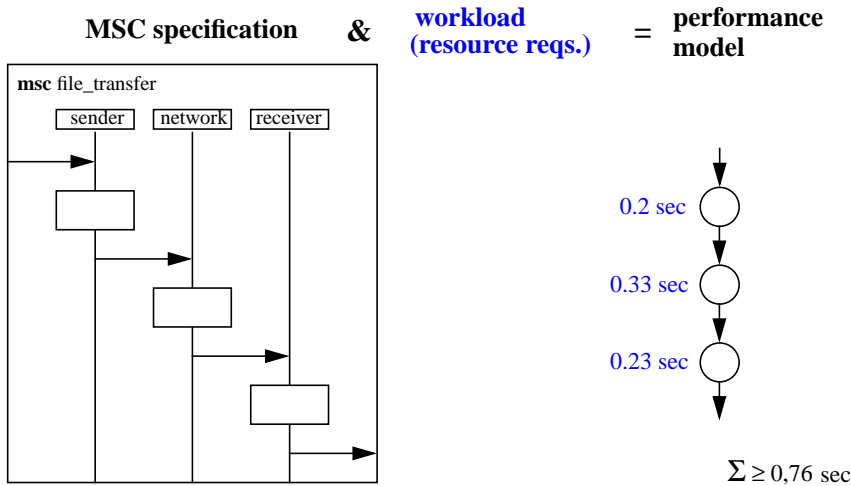 MSC specification & workload (resource reqs.) = performance model
msc file_transfer
sender network receiver
0.2 sec
0.33 sec
0.23 sec
Σ ≥ 0,76 sec